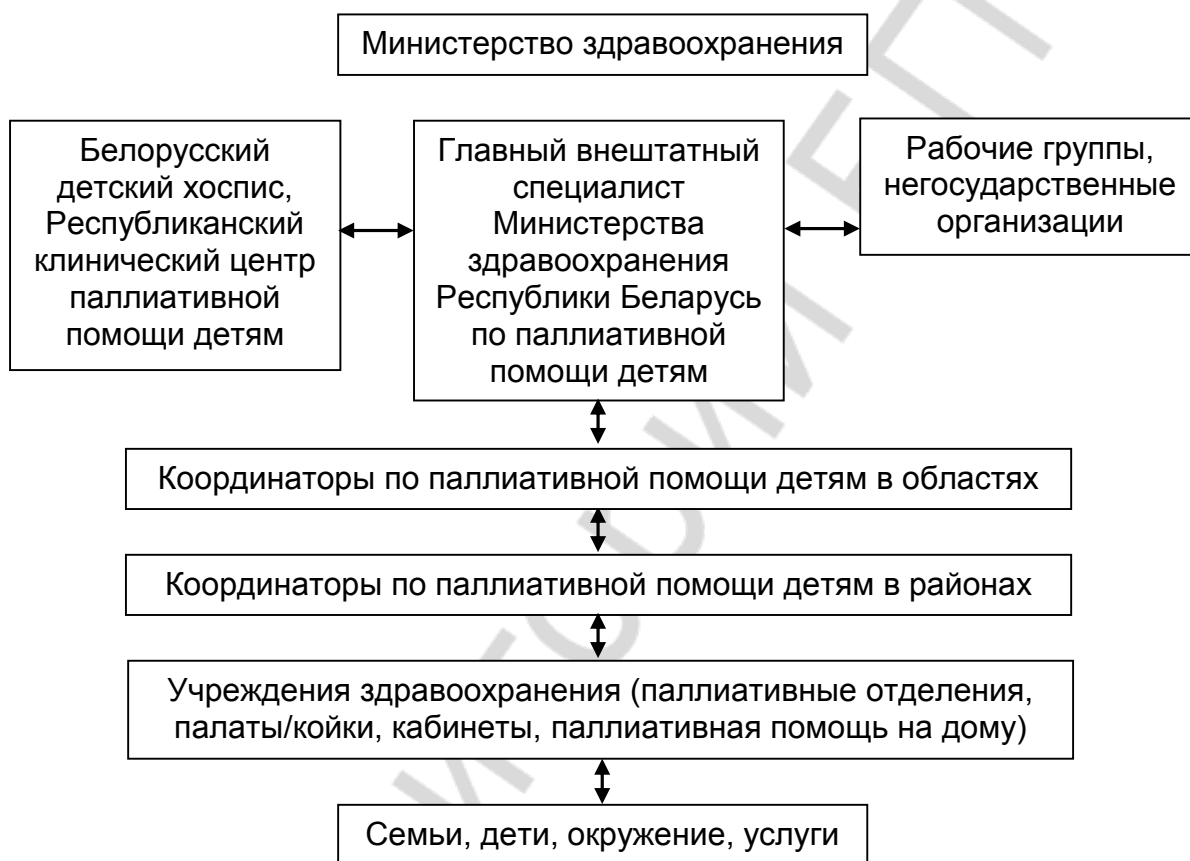 Министерство здравоохранения
Белорусский
детский хоспис,
Республиканский
клинический центр
паллиативной
помощи детям
Главный внештатный
специалист
Министерства
здравоохранения
Республики Беларусь
по паллиативной
помощи детям
Рабочие группы,
негосударственные
организации
Координаторы по паллиативной помощи детям в областях
Координаторы по паллиативной помощи детям в районах
Учреждения здравоохранения (паллиативные отделения,
палаты/койки, кабинеты, паллиативная помощь на дому)
Семьи, дети, окружение, услуги